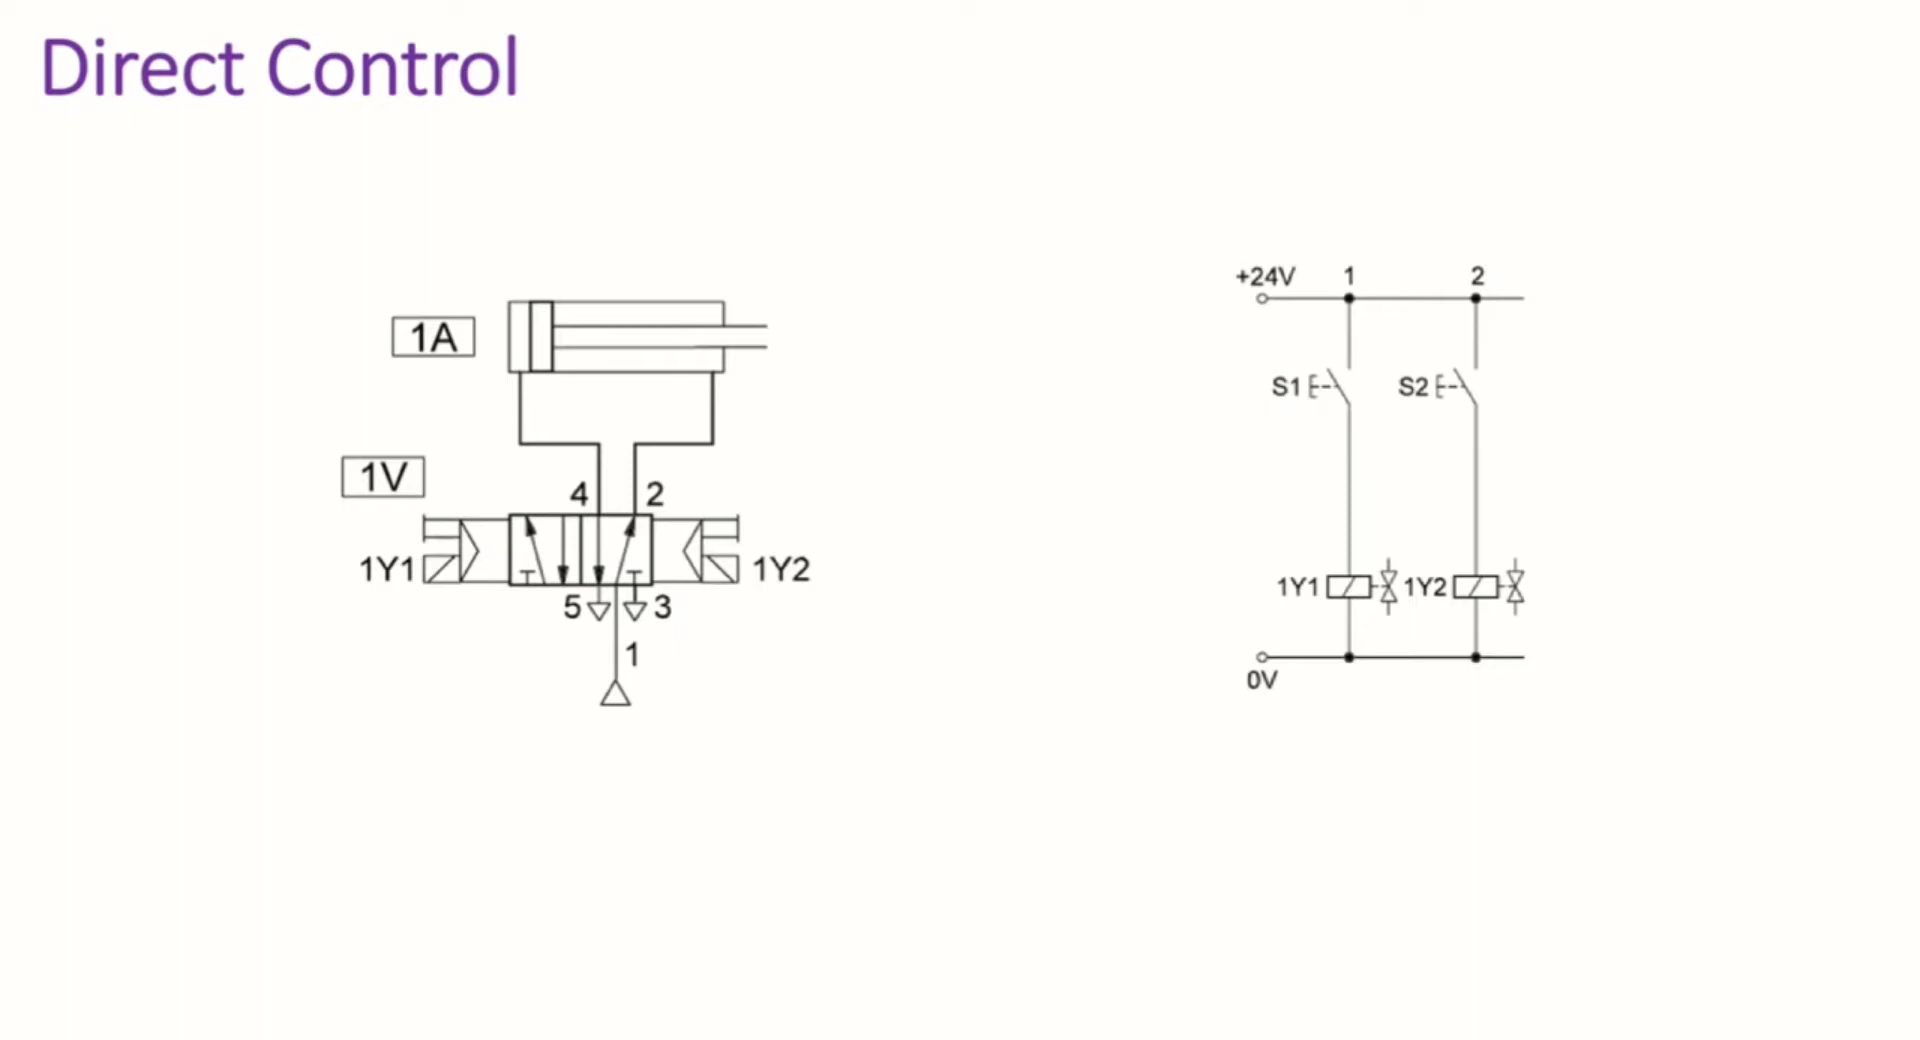 Direct Control
1A
1V
4 2
1Y1 1Y2
5 3
1
+24V 1 2
S1 S2
1Y1 1Y2
0V